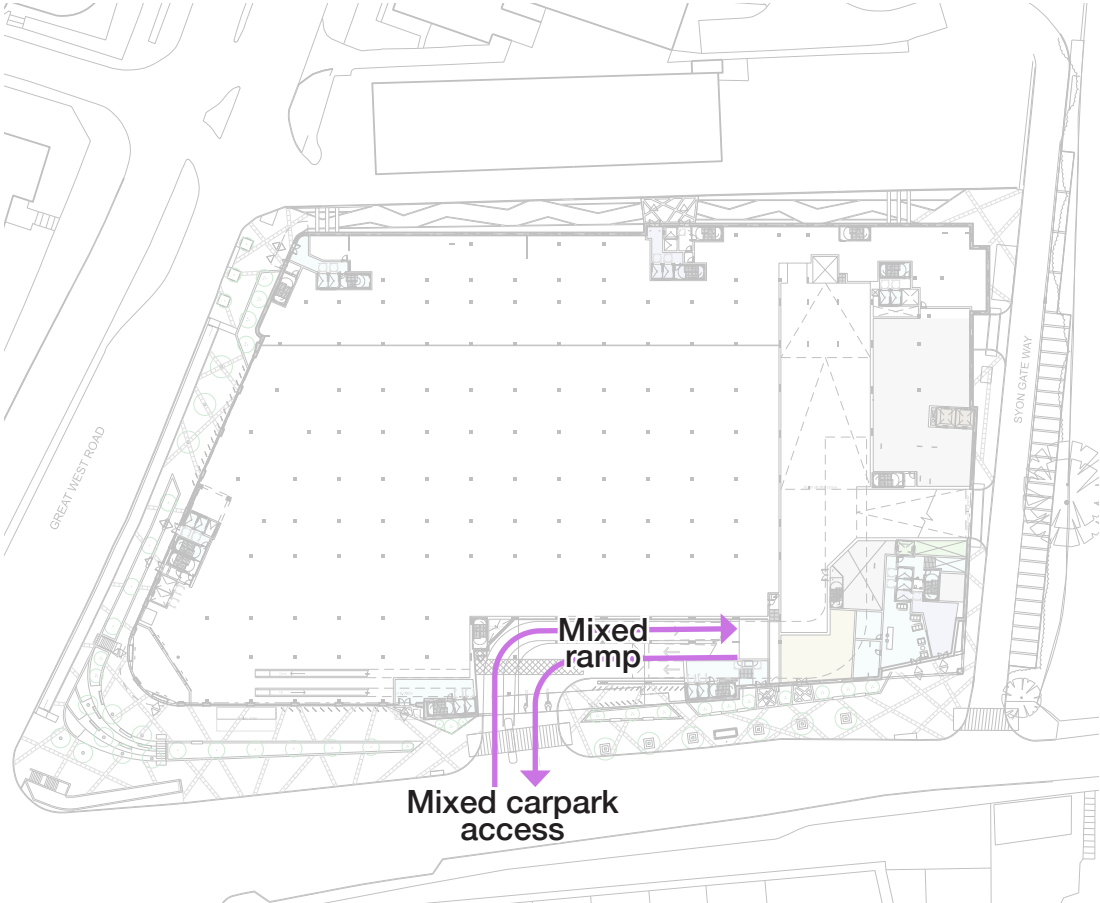 SYON GATE WAY
GREAT WEST ROAD
Mixed
ramp
Mixed carpark
access